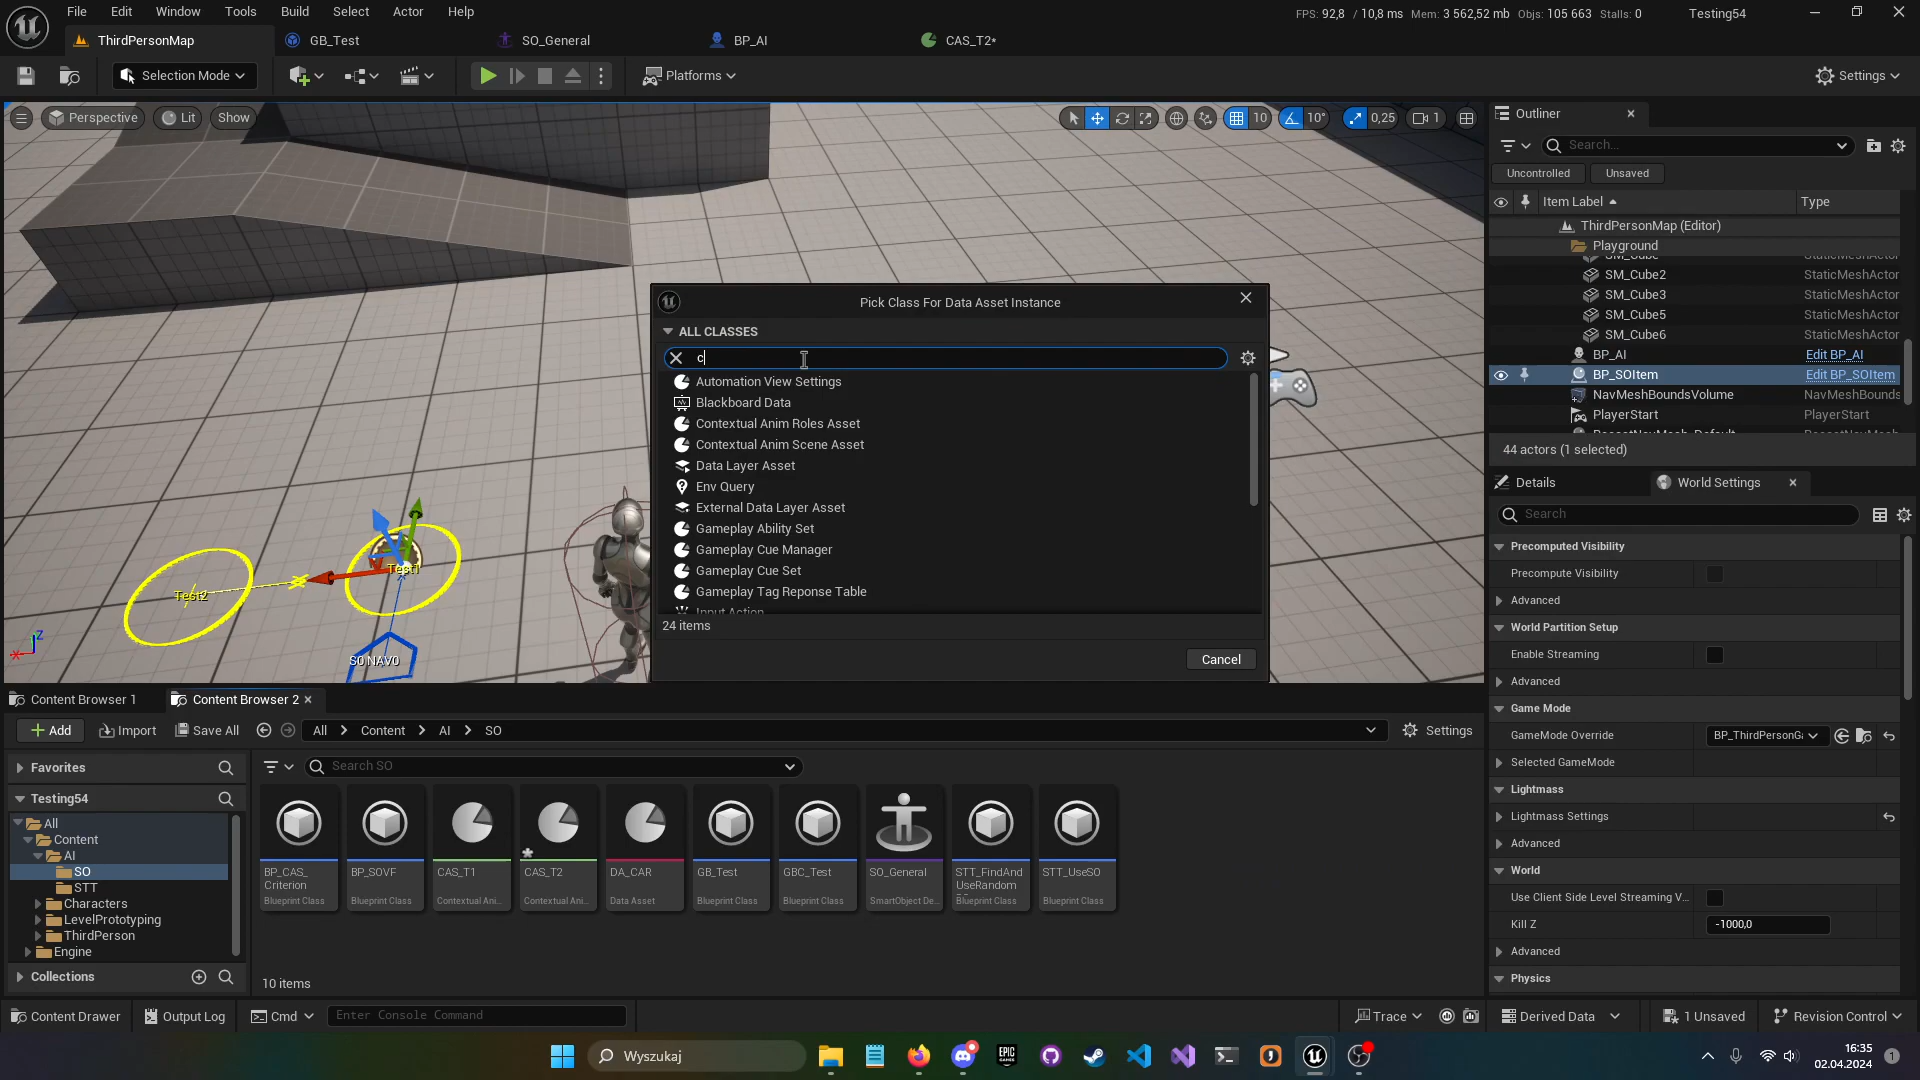 File Edit Window Tools Build Select Actor Help
FPS: 92,8 / 10,8 ms Mem: 3 562,52 mb Objs: 105 663 Stalls: 0 Testing54
ThirdPersonMap GB_Test SO_General BP_AI CAS_T2*
Selection Mode Platforms Settings
Perspective Lit Show 10 10° 0,25 1
Outliner
Search...
Uncontrolled Unsaved
Item Label Type
ThirdPersonMap (Editor)
Playground
SM_Cube StaticMeshActor
SM_Cube2 StaticMeshActor
SM_Cube3 StaticMeshActor
SM_Cube5 StaticMeshActor
SM_Cube6 StaticMeshActor
BP_AI Edit BP_AI
BP_SOItem Edit BP_SOItem
NavMeshBoundsVolume NavMeshBounds
PlayerStart PlayerStart
44 actors (1 selected)
Pick Class For Data Asset Instance
ALL CLASSES
c
Automation View Settings
Blackboard Data
Contextual Anim Roles Asset
Contextual Anim Scene Asset
Data Layer Asset
Env Query
External Data Layer Asset
Gameplay Ability Set
Gameplay Cue Manager
Gameplay Cue Set
Gameplay Tag Reponse Table
Input Action
24 items
Cancel
Test1
Test2
S0 NAV0
Z
X
Details World Settings
Search
Precomputed Visibility
Precompute Visibility
Advanced
World Partition Setup
Enable Streaming
Advanced
Game Mode
GameMode Override BP_ThirdPersonGa
Selected GameMode
Lightmass
Lightmass Settings
Advanced
World
Use Client Side Level Streaming V...
Kill Z -1000,0
Advanced
Physics
Content Browser 1 Content Browser 2
Add Import Save All All Content AI SO Settings
Favorites
Search SO
Testing54
All
Content
AI
SO
STT
Characters
LevelPrototyping
ThirdPerson
Engine
Collections
BP_CAS_
Criterion
Blueprint Class
BP_SOVF
Blueprint Class
CAS_T1
Contextual Ani...
CAS_T2
Contextual Ani...
DA_CAR
Data Asset
GB_Test
Blueprint Class
GBC_Test
Blueprint Class
SO_General
SmartObject De...
STT_FindAnd
UseRandom
Blueprint Class
STT_UseSO
Blueprint Class
10 items
Content Drawer Output Log Cmd Enter Console Command Trace Derived Data 1 Unsaved Revision Control
Wyszukaj
EPIC
GAMES
16:35
02.04.2024
1